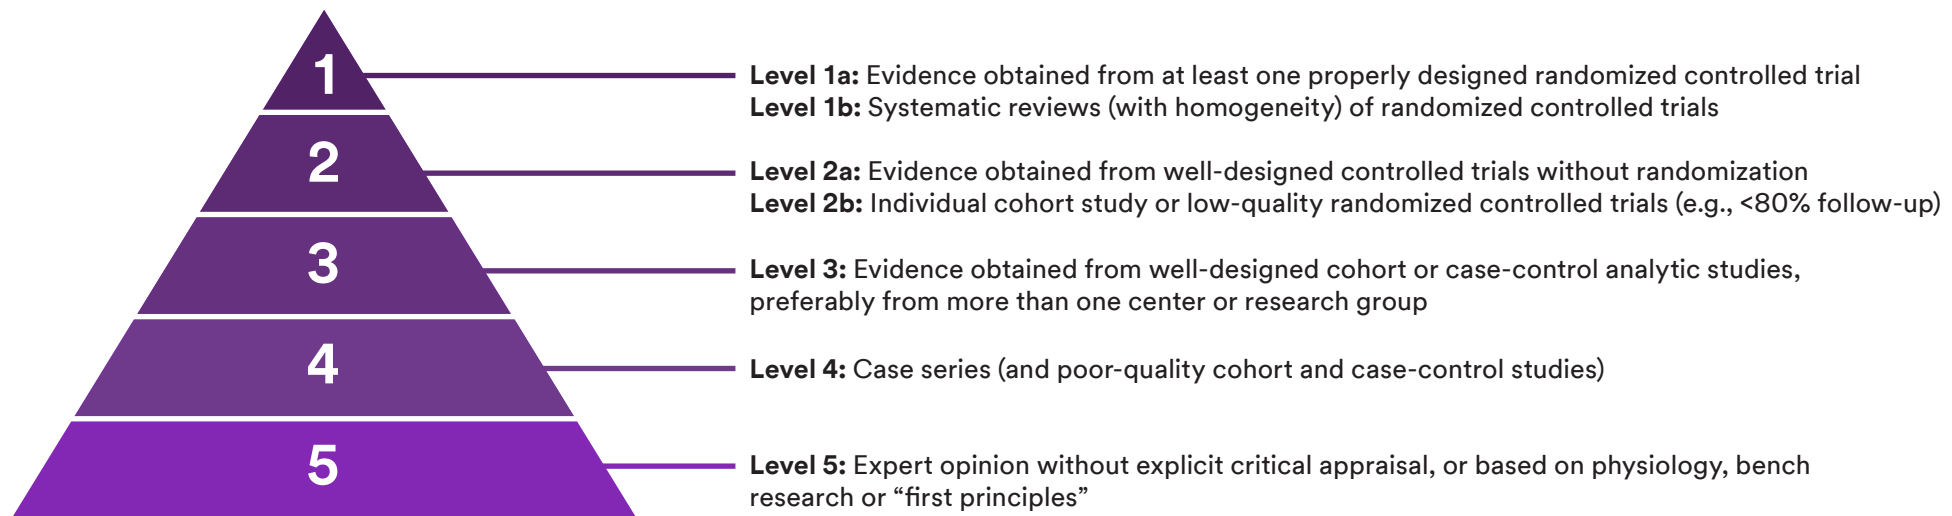 1
Level 1a: Evidence obtained from at least one properly designed randomized controlled trial
Level 1b: Systematic reviews (with homogeneity) of randomized controlled trials
2
Level 2a: Evidence obtained from well-designed controlled trials without randomization
Level 2b: Individual cohort study or low-quality randomized controlled trials (e.g., <80% follow-up)
3
Level 3: Evidence obtained from well-designed cohort or case-control analytic studies,
preferably from more than one center or research group
4
Level 4: Case series (and poor-quality cohort and case-control studies)
5
Level 5: Expert opinion without explicit critical appraisal, or based on physiology, bench
research or “first principles”